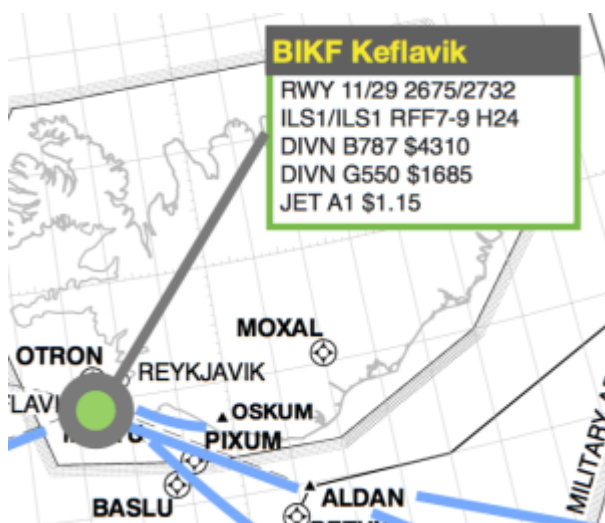 BIKF Keflavik
RWY 11/29 2675/2732
ILS1/ILS1 RFF7-9 H24
DIVN B787 $4310
DIVN G550 $1685
JET A1 $1.15
MOXAL
OTRON
REYKJAVIK
OSKUM
PIXUM
BASLU
ALDAN
MILITARY